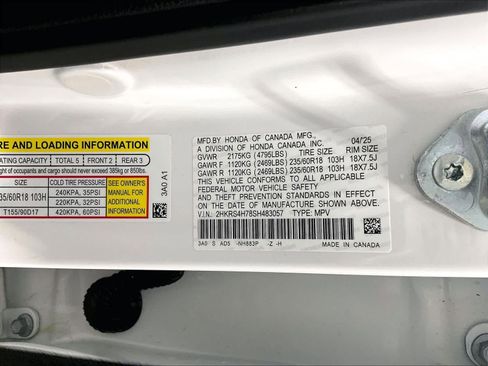 RE AND LOADING INFORMATION
ATING CAPACITY TOTAL 5 FRONT 2 REAR 3
ight of occupants and cargo should never exceed 385kg or 850lbs.
SIZE COLD TIRE PRESSURE SEE OWNER'S MANUAL FOR ADDITIONAL INFORMATION
35/60R18 103H 240KPA, 35PSI
220KPA, 32PSI
T155/90D17 420KPA, 60PSI
3A0 A1
MFD.BY HONDA OF CANADA MFG., 04/25
A DIVISION OF HONDA CANADA INC.
GVWR 2175KG (4795LBS) TIRE SIZE RIM SIZE
GAWR F 1120KG (2469LBS) 235/60R18 103H 18X7.5J
GAWR R 1120KG (2469LBS) 235/60R18 103H 18X7.5J
THIS VEHICLE CONFORMS TO ALL APPLICABLE
FEDERAL MOTOR VEHICLE SAFETY
AND THEFT PREVENTION STANDARDS IN EFFECT ON THE
DATE OF MANUFACTURE SHOWN ABOVE.
V.I.N.: 2HKRS4H78SH483057 TYPE: MPV
3A0 S AD5 -NH883P -Z -H MADE IN CANADA